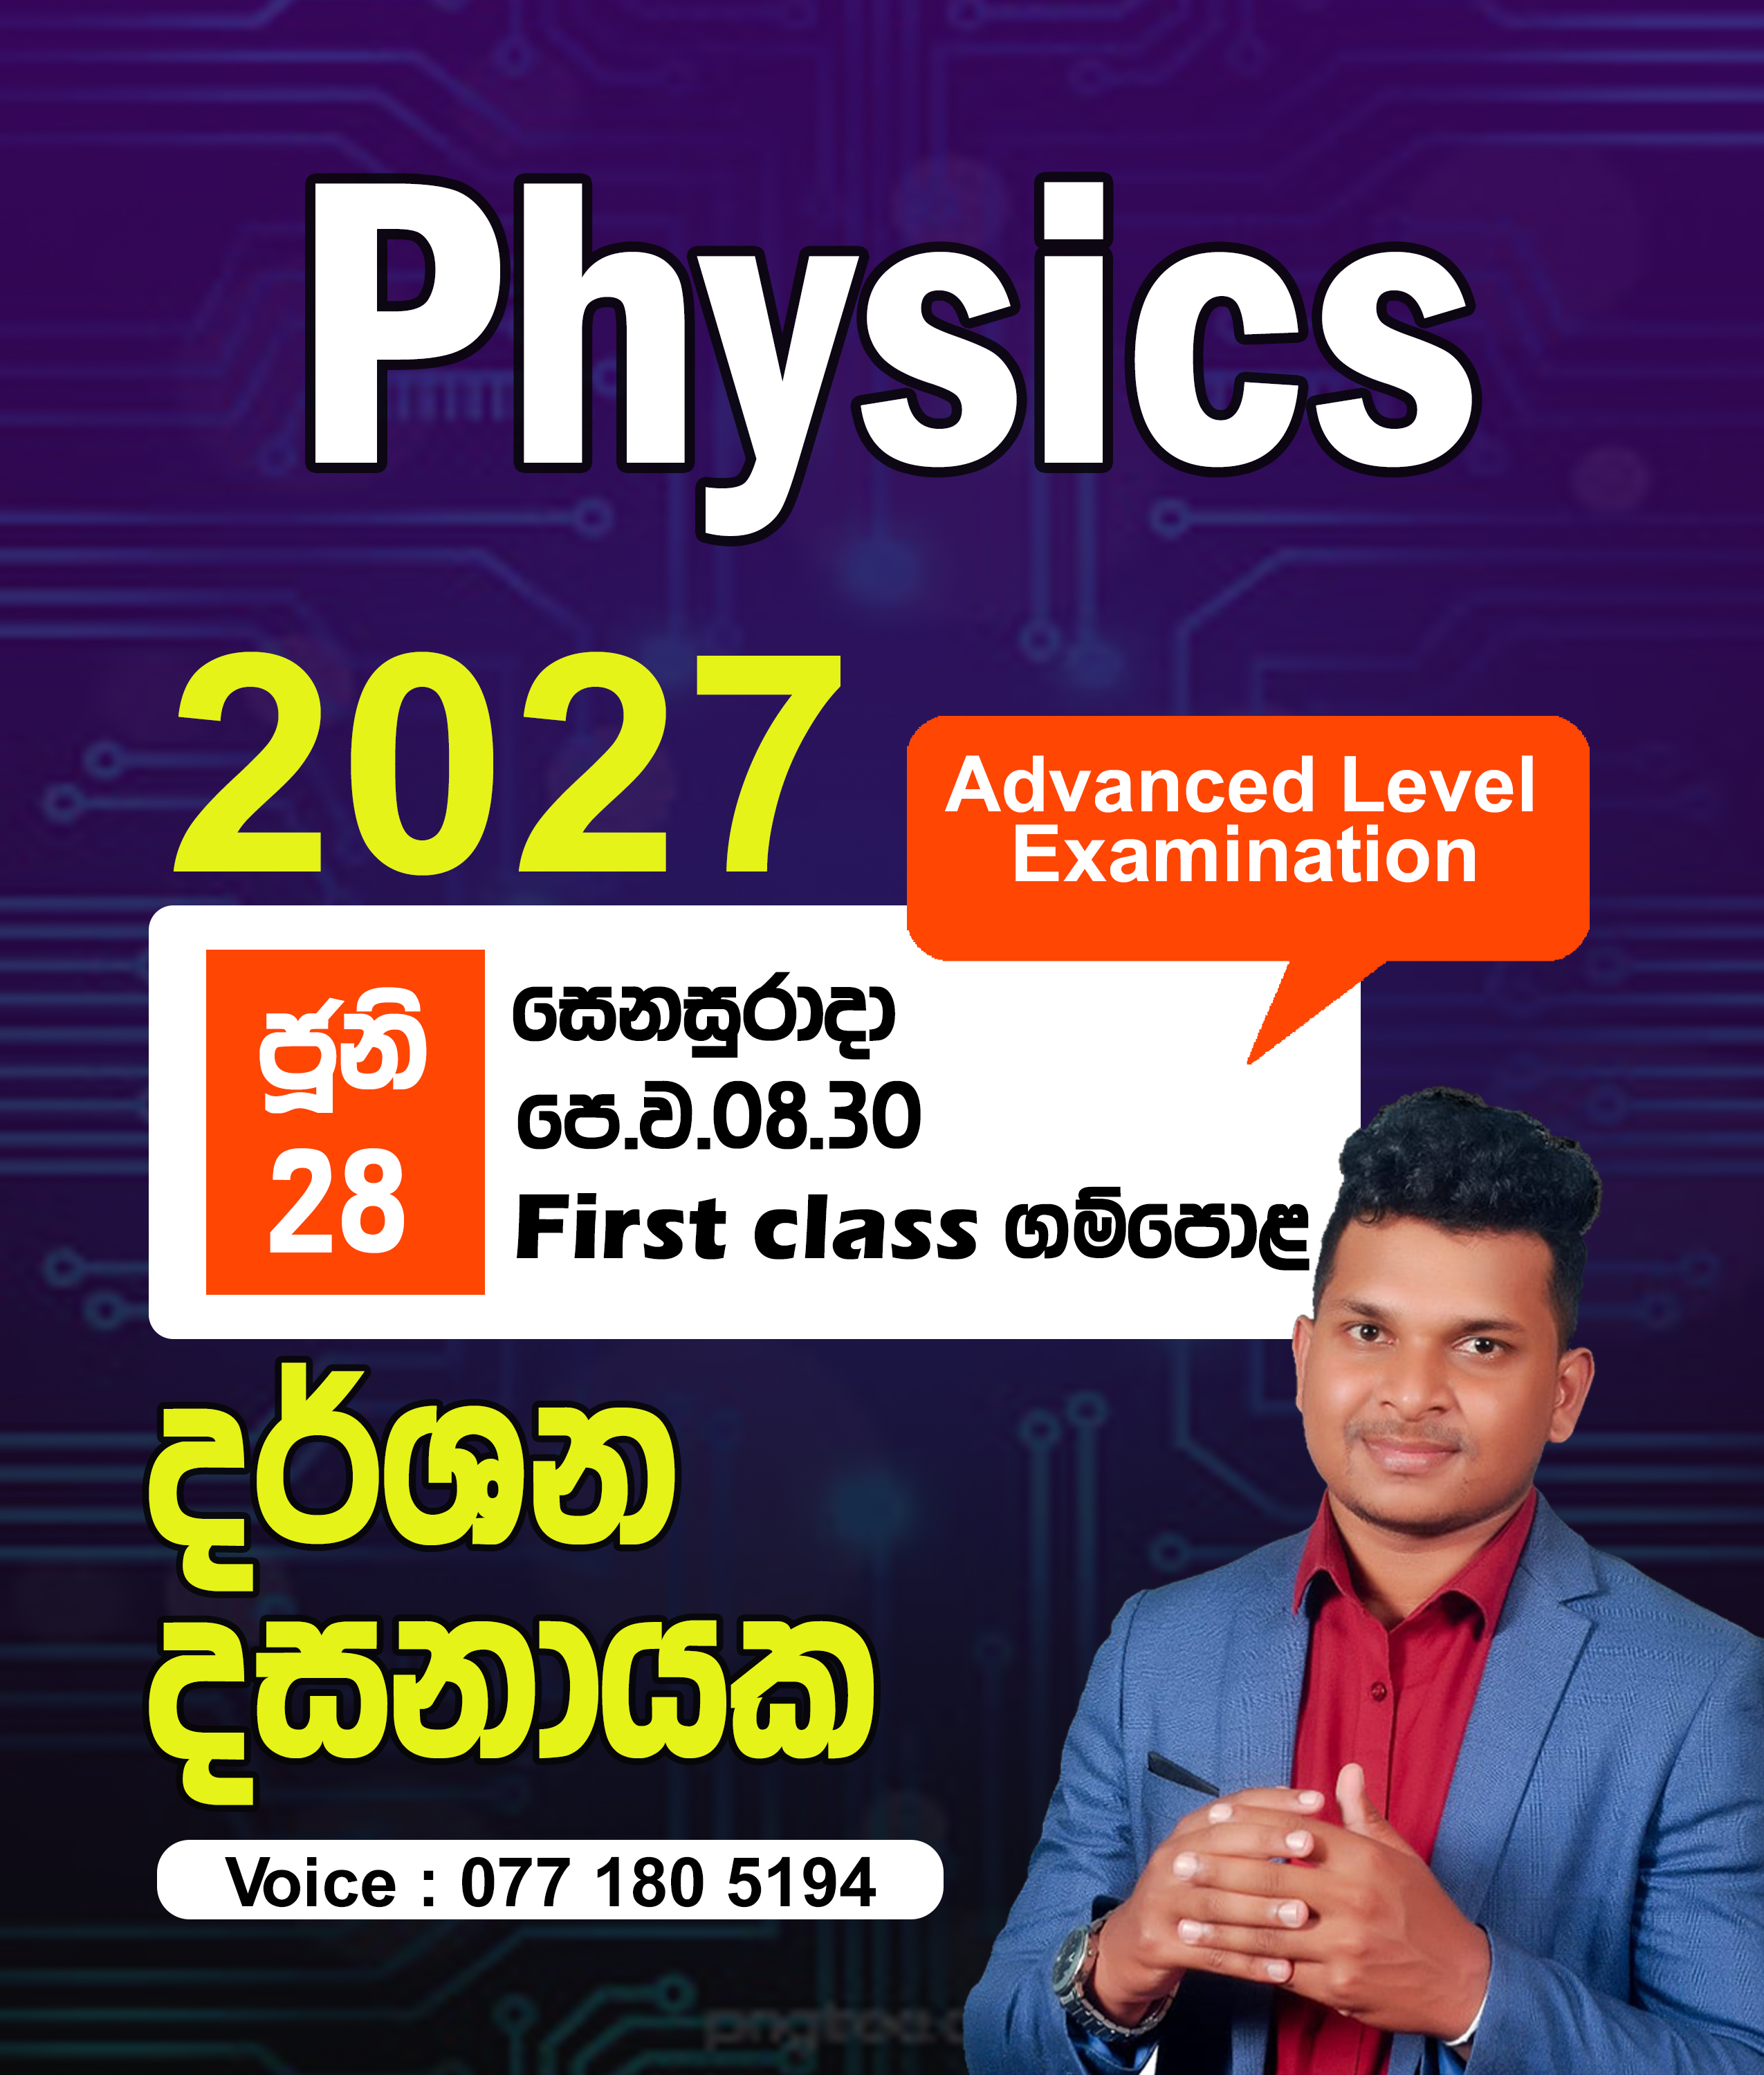 Physics
2027
Advanced Level
Examination
ජූනි
28
සෙනසුරාදා
පෙ.ව.08.30
First class ගම්පොළ
දර්ශන
දසනායක
Voice : 077 180 5194